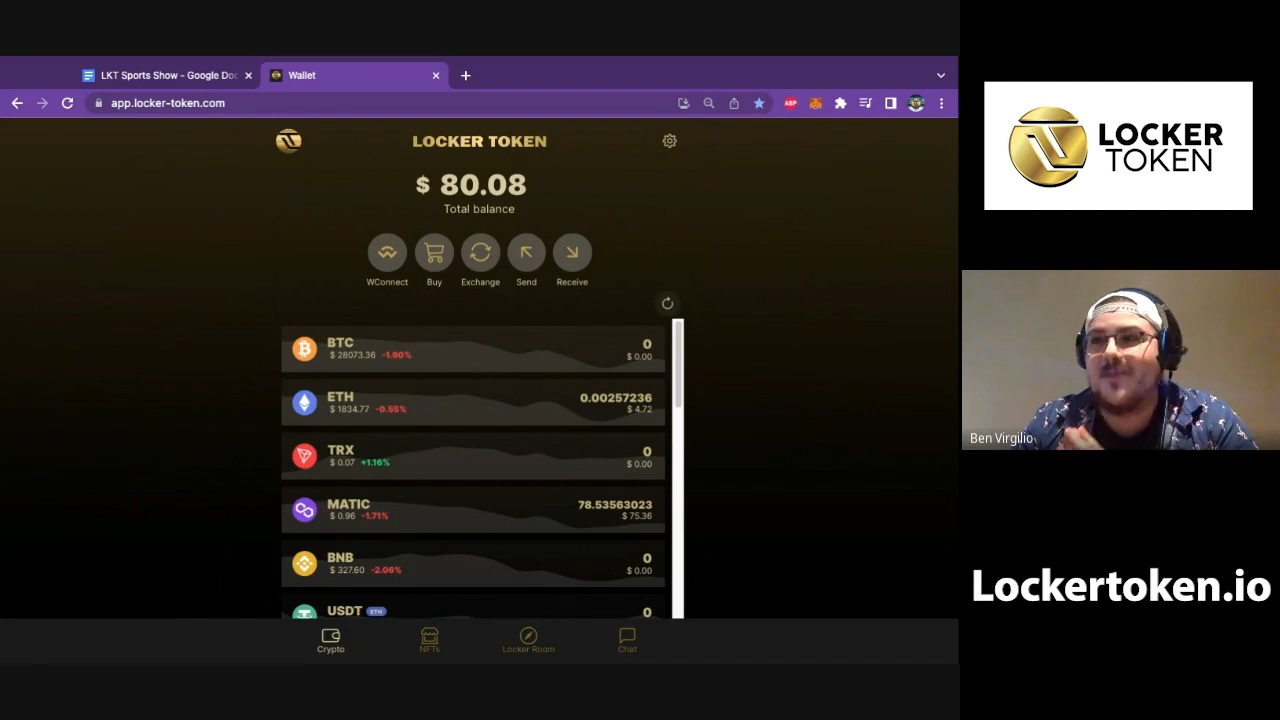 LKT Sports Show - Google Doc
Wallet
app.locker-token.com
ABP
LOCKER TOKEN
$ 80.08
Total balance
WConnect Buy Exchange Send Receive
BTC
$ 28073.36 -1.90%
0
$ 0.00
ETH
$ 1834.77 -0.55%
0.00257236
$ 4.72
TRX
$ 0.07 +1.16%
0
$ 0.00
MATIC
$ 0.96 -1.71%
78.53563023
$ 75.36
BNB
$ 327.60 -2.06%
0
$ 0.00
USDT ETH
0
Crypto NFTs Locker Room Chat
LOCKER
TOKEN
Ben Virgilio
Lockertoken.io